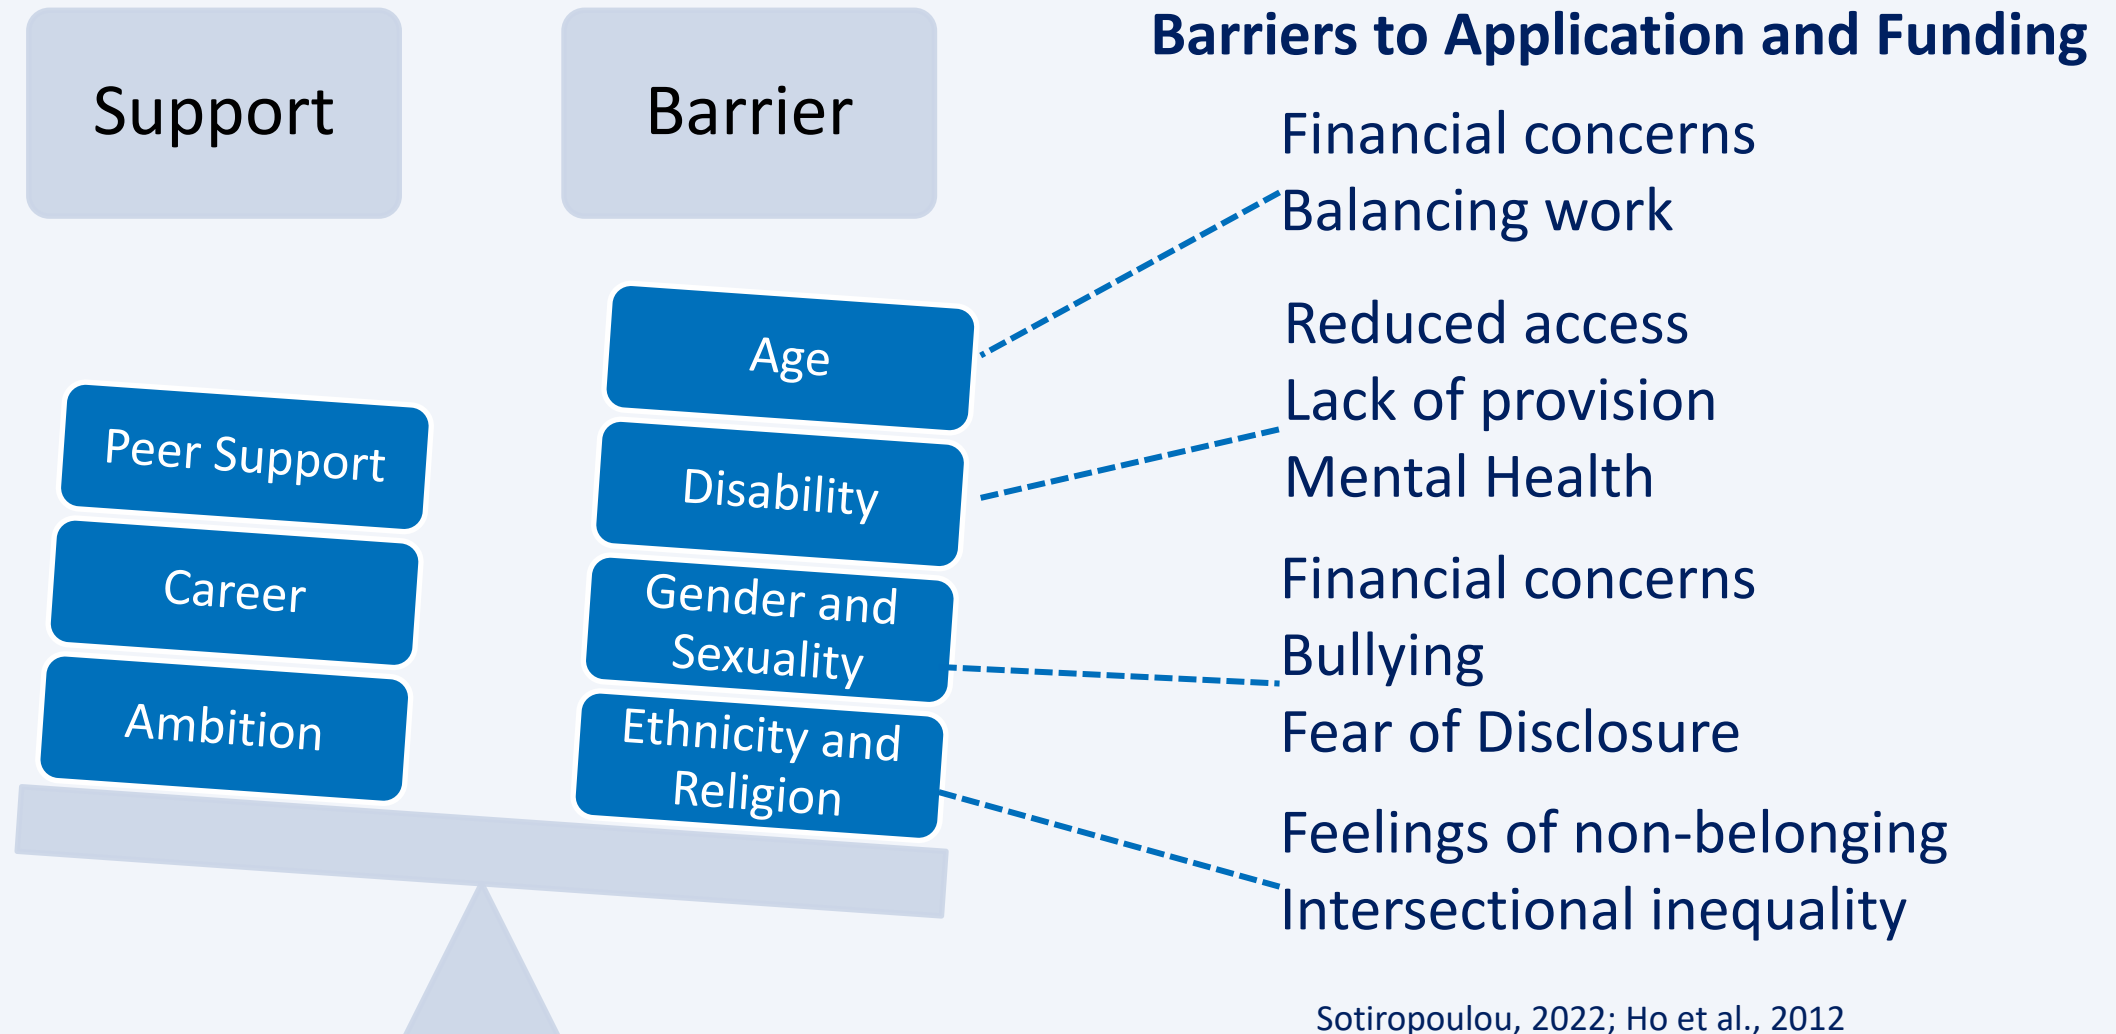 Support
Barrier
Peer Support
Career
Ambition
Age
Disability
Gender and
Sexuality
Ethnicity and
Religion
Barriers to Application and Funding
Financial concerns
Balancing work
Reduced access
Lack of provision
Mental Health
Financial concerns
Bullying
Fear of Disclosure
Feelings of non-belonging
Intersectional inequality
Sotiropoulou, 2022; Ho et al., 2012